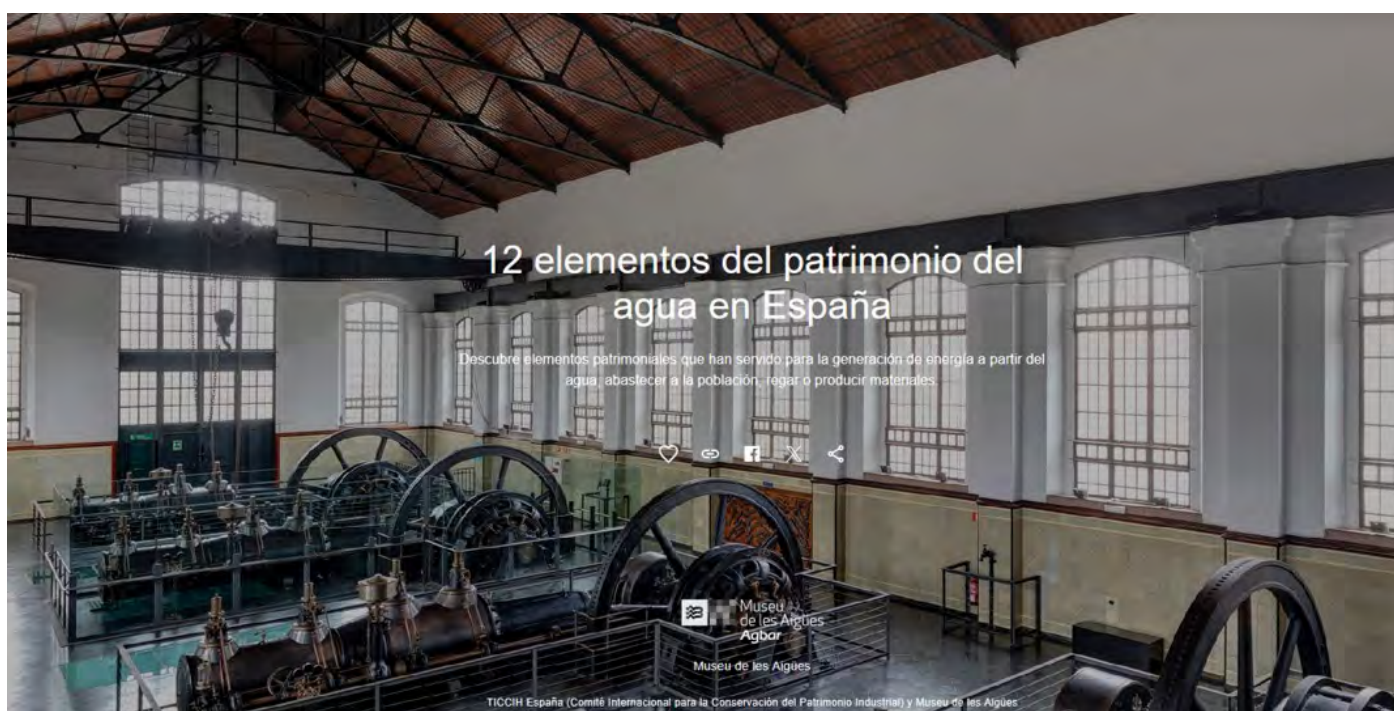 12 elementos del patrimonio del
agua en España
Descubre elementos patrimoniales que han servido para la generación de energía a partir del
agua, abastecer a la población, regar o producir materiales.
Museu
de les Aigües
Agbar
Museu de les Aigües
TICCIH España (Comité Internacional para la Conservación del Patrimonio Industrial) y Museu de les Aigües